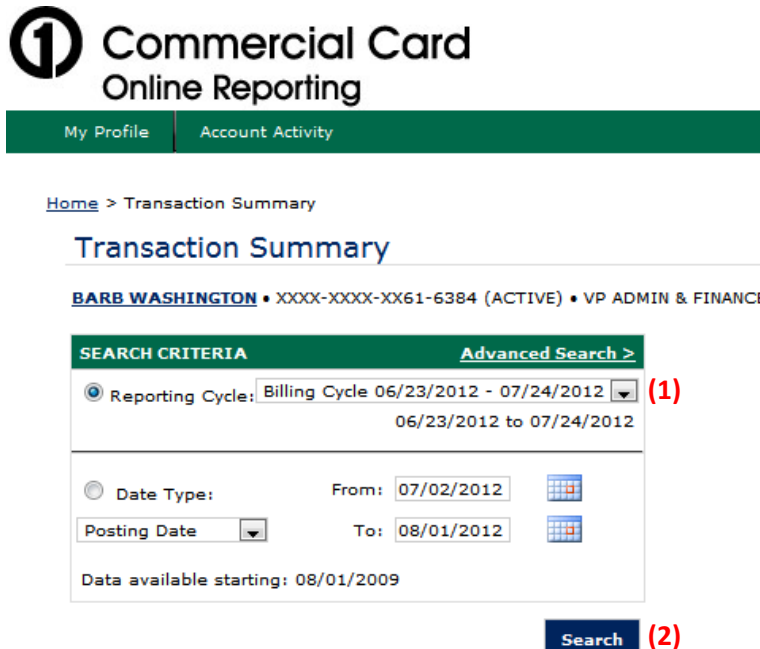 1 Commercial Card
Online Reporting
My Profile Account Activity
Home > Transaction Summary
Transaction Summary
BARB WASHINGTON • XXXX-XXXX-XX61-6384 (ACTIVE) • VP ADMIN & FINANCE
SEARCH CRITERIA Advanced Search >
Reporting Cycle: Billing Cycle 06/23/2012 - 07/24/2012 (1)
06/23/2012 to 07/24/2012
Date Type: From: 07/02/2012
Posting Date To: 08/01/2012
Data available starting: 08/01/2009
Search (2)